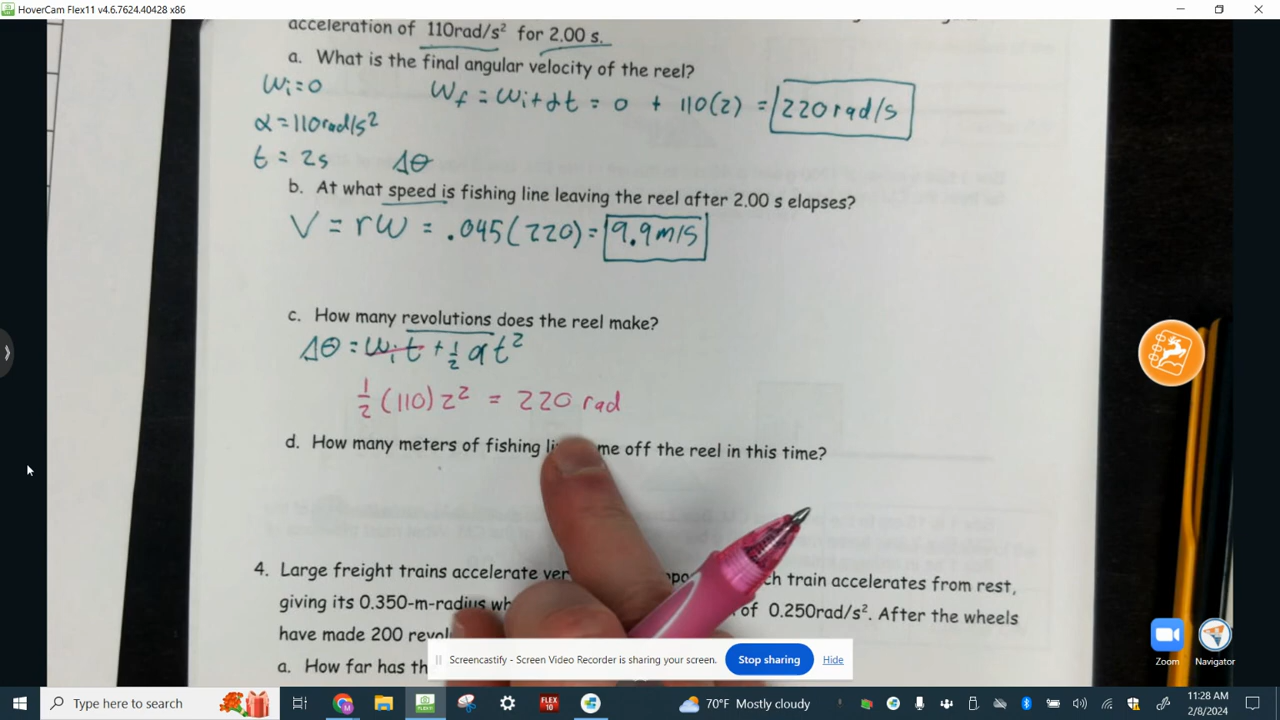 HoverCam Flex11 v4.6.7624.40428 x86
acceleration of 110rad/s² for 2.00 s.
a. What is the final angular velocity of the reel?
ωi=0
ωf = ωi+αt = 0 + 110(2) = 220 rad/s
α=110rad/s²
t = 2s Δθ
b. At what speed is fishing line leaving the reel after 2.00 s elapses?
V = rω = .045(220) = 9.9m/s
c. How many revolutions does the reel make?
Δθ = ωit + ½ αt²
½ (110)2² = 220 rad
d. How many meters of fishing me off the reel in this time?
4. Large freight trains accelerate train accelerates from rest,
giving its 0.350-m-radius of 0.250rad/s². After the wheels
have made 200
a. How far has
Screencastify - Screen Video Recorder is sharing your screen. Stop sharing Hide
Zoom Navigator
Type here to search
FLEX 10
70°F Mostly cloudy
11:28 AM
2/8/2024